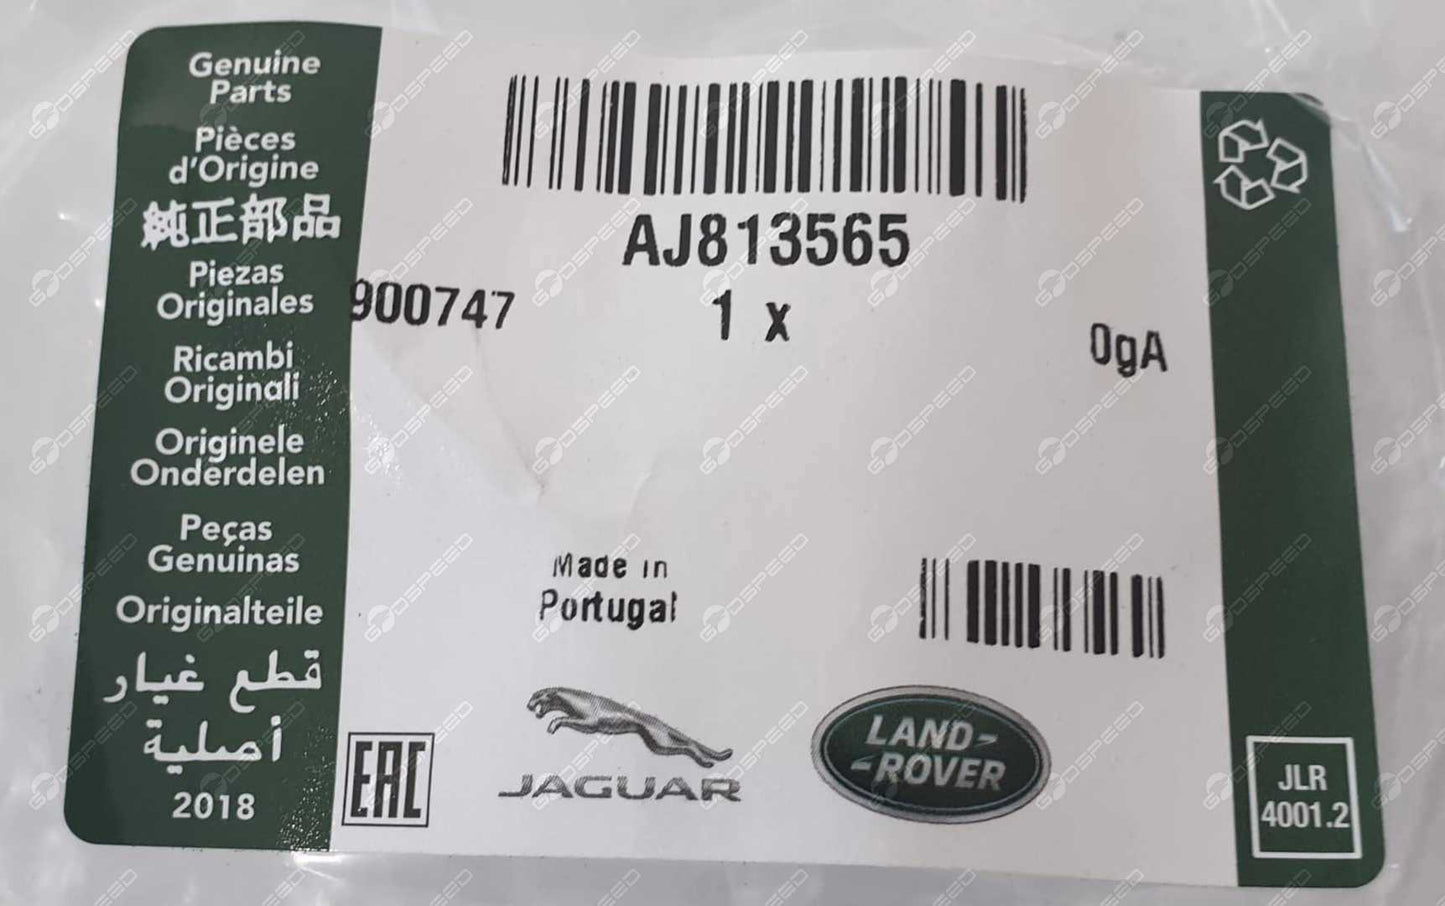 Genuine
Parts
Pièces
d'Origine
純正部品
Piezas
Originales
Ricambi
Originali
Originele
Onderdelen
Peças
Genuinas
Originalteile
قطع غيار
أصلية
2018
AJ813565
900747
1 x
0gA
Made in
Portugal
EAC
JAGUAR
LAND-
-ROVER
JLR
4001.2
GODSPEED